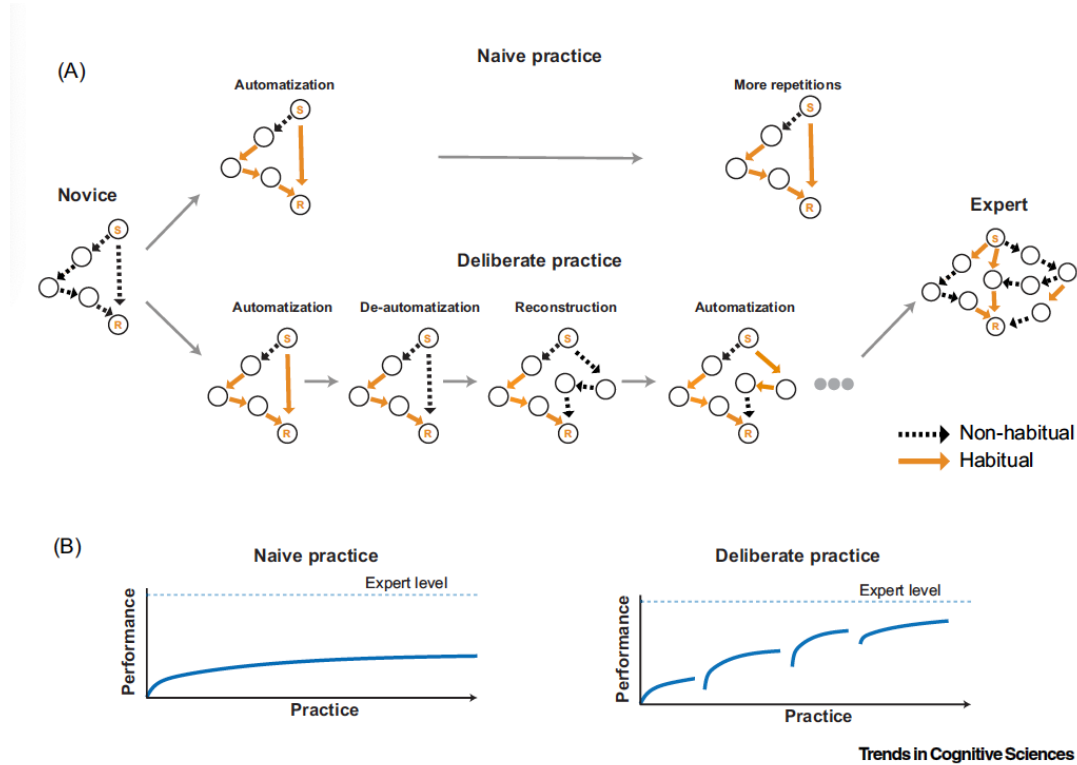 (A)
Naive practice
Automatization
More repetitions
S
S
R
R
Novice
S
R
Expert
S
R
Deliberate practice
Automatization
De-automatization
Reconstruction
Automatization
S
S
S
S
R
R
R
R
Non-habitual
Habitual
(B)
Naive practice
Expert level
Performance
Practice
Deliberate practice
Expert level
Performance
Practice
Trends in Cognitive Sciences